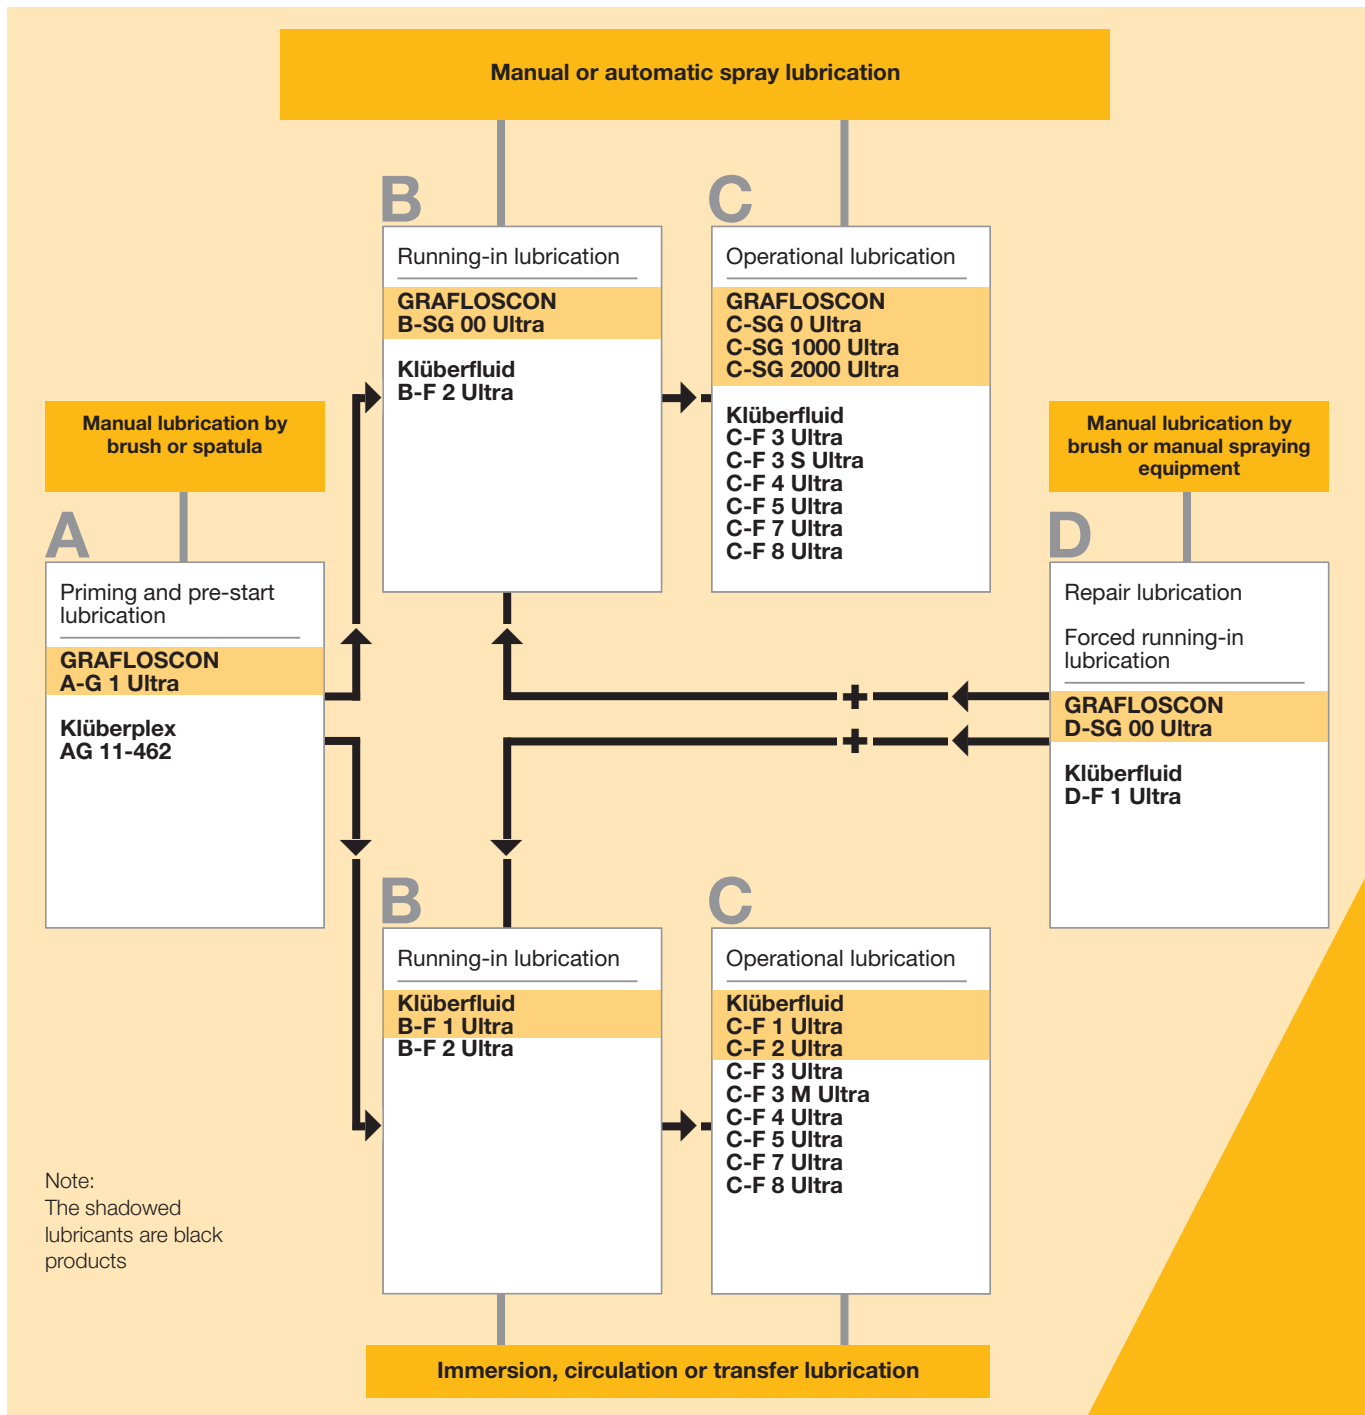 Manual or automatic spray lubrication
B
Running-in lubrication
GRAFLOSCON
B-SG 00 Ultra
Klüberfluid
B-F 2 Ultra
C
Operational lubrication
GRAFLOSCON
C-SG 0 Ultra
C-SG 1000 Ultra
C-SG 2000 Ultra
Klüberfluid
C-F 3 Ultra
C-F 3 S Ultra
C-F 4 Ultra
C-F 5 Ultra
C-F 7 Ultra
C-F 8 Ultra
Manual lubrication by
brush or spatula
A
Priming and pre-start
lubrication
GRAFLOSCON
A-G 1 Ultra
Klüberplex
AG 11-462
Manual lubrication by
brush or manual spraying
equipment
D
Repair lubrication
Forced running-in
lubrication
GRAFLOSCON
D-SG 00 Ultra
Klüberfluid
D-F 1 Ultra
+
+
B
Running-in lubrication
Klüberfluid
B-F 1 Ultra
B-F 2 Ultra
C
Operational lubrication
Klüberfluid
C-F 1 Ultra
C-F 2 Ultra
C-F 3 Ultra
C-F 3 M Ultra
C-F 4 Ultra
C-F 5 Ultra
C-F 7 Ultra
C-F 8 Ultra
Note:
The shadowed
lubricants are black
products
Immersion, circulation or transfer lubrication